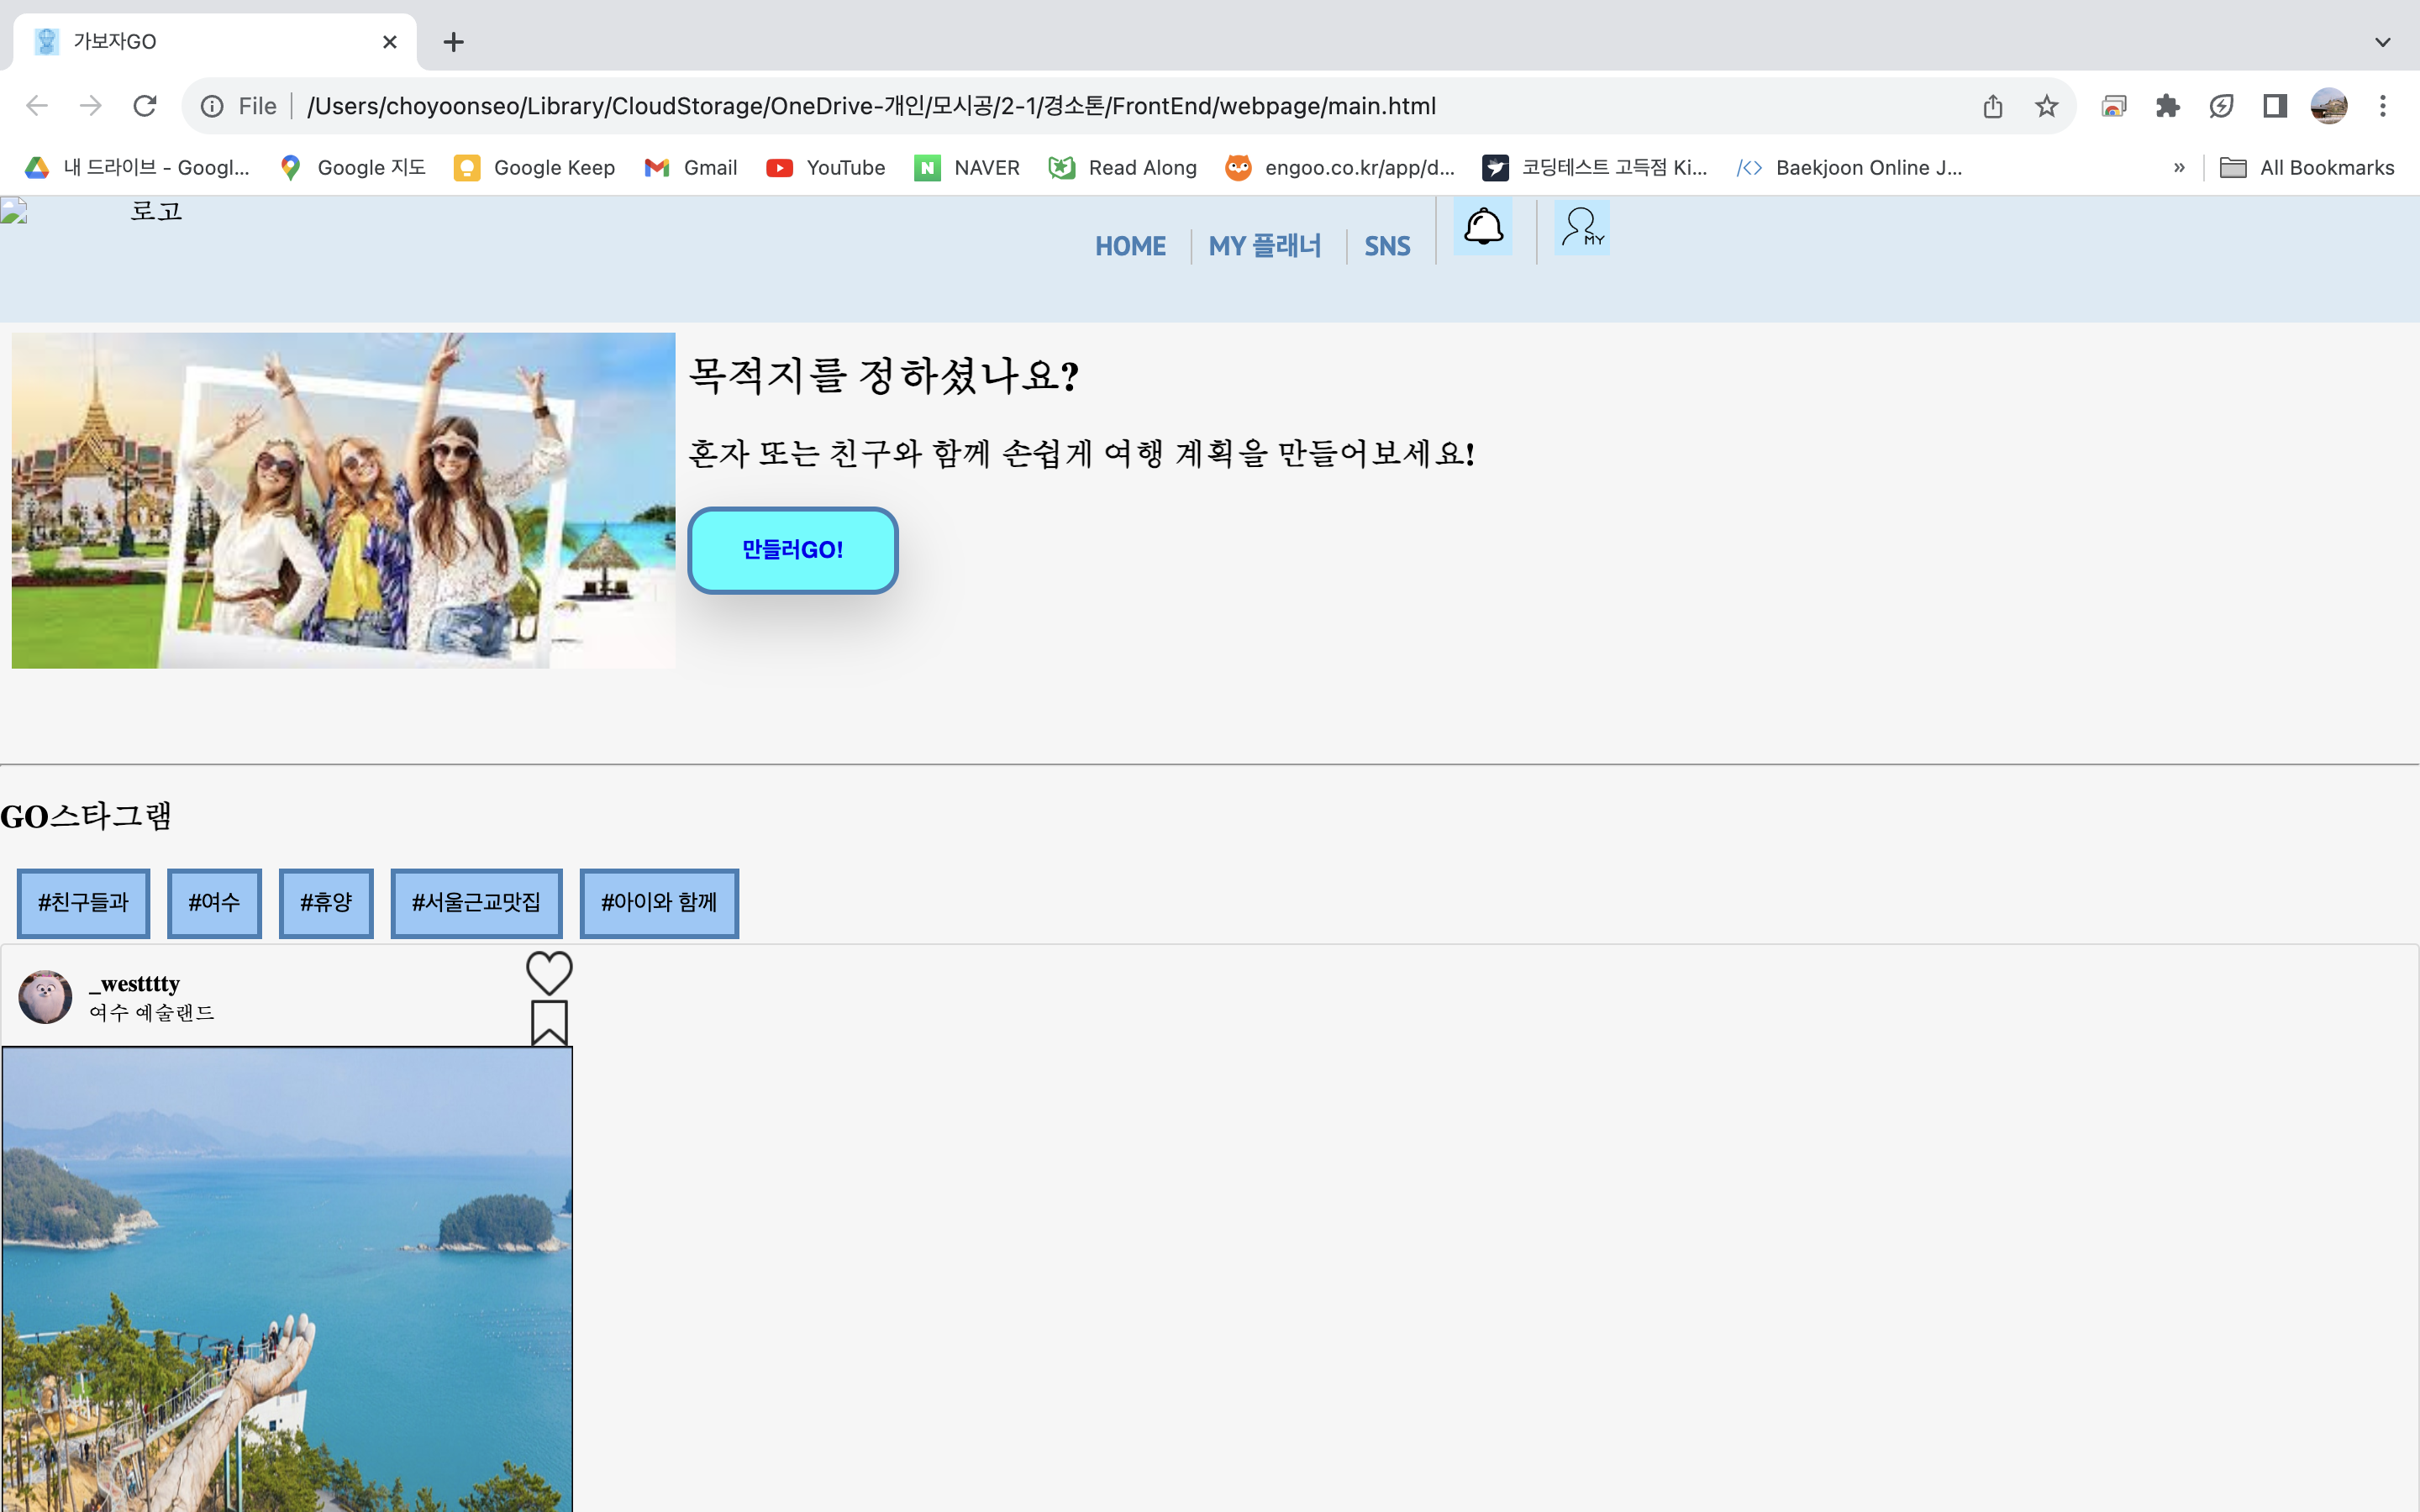 가보자GO
File /Users/choyoonseo/Library/CloudStorage/OneDrive-개인/모시공/2-1/경소톤/FrontEnd/webpage/main.html
내 드라이브 - Googl... Google 지도 Google Keep Gmail YouTube NAVER Read Along engoo.co.kr/app/d... 코딩테스트 고득점 Ki... Baekjoon Online J... » All Bookmarks
로고
HOME MY 플래너 SNS MY
목적지를 정하셨나요?
혼자 또는 친구와 함께 손쉽게 여행 계획을 만들어보세요!
만들러GO!
GO스타그램
#친구들과 #여수 #휴양 #서울근교맛집 #아이와 함께
_westttty
여수 예술랜드